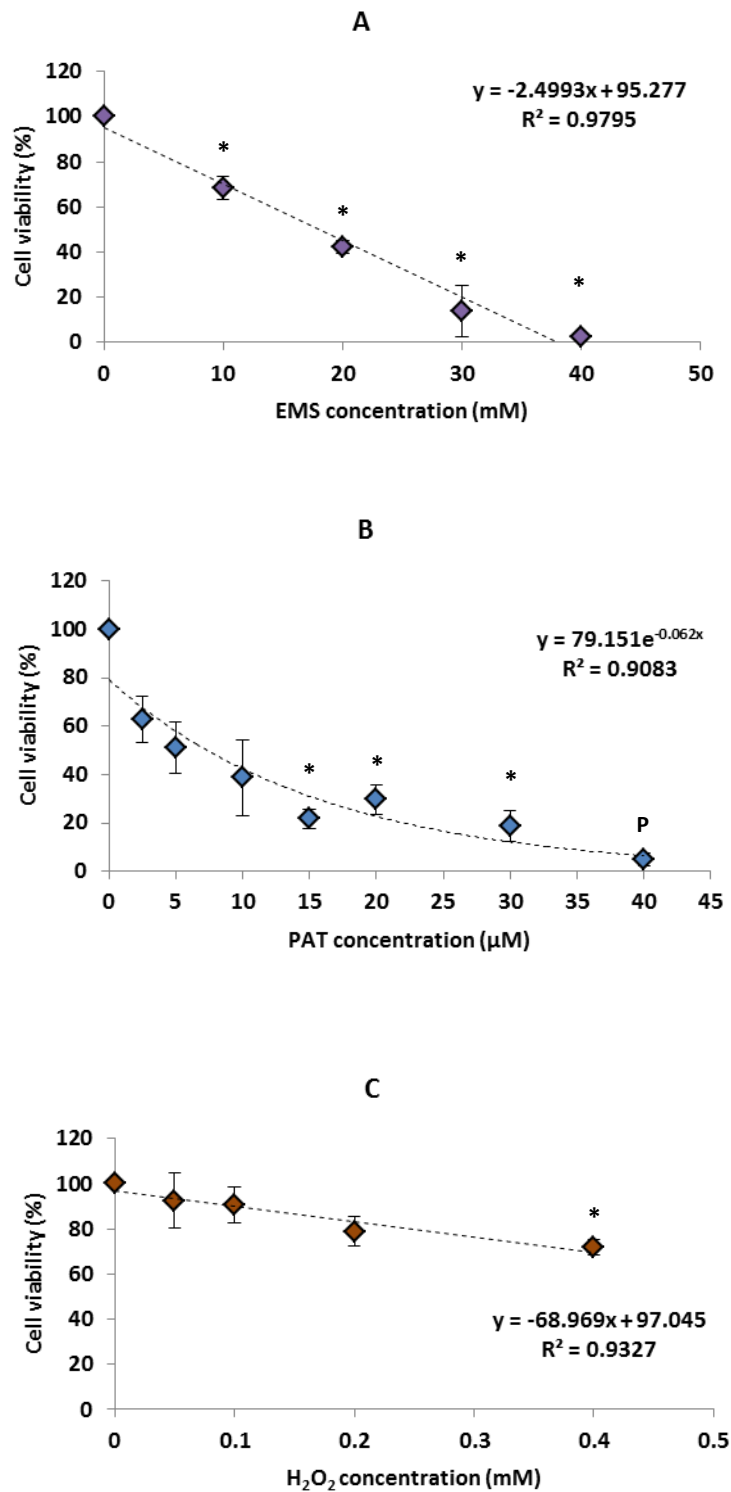 A
120
100
80
60
40
20
0
Cell viability (%)
y = -2.4993x + 95.277
R² = 0.9795
*
*
*
*
0 10 20 30 40 50
EMS concentration (mM)
B
120
100
80
60
40
20
0
Cell viability (%)
y = 79.151e⁻⁰·⁰⁶²ˣ
R² = 0.9083
*
*
*
P
0 5 10 15 20 25 30 35 40 45
PAT concentration (µM)
C
120
100
80
60
40
20
0
Cell viability (%)
*
y = -68.969x + 97.045
R² = 0.9327
0 0.1 0.2 0.3 0.4 0.5
H₂O₂ concentration (mM)